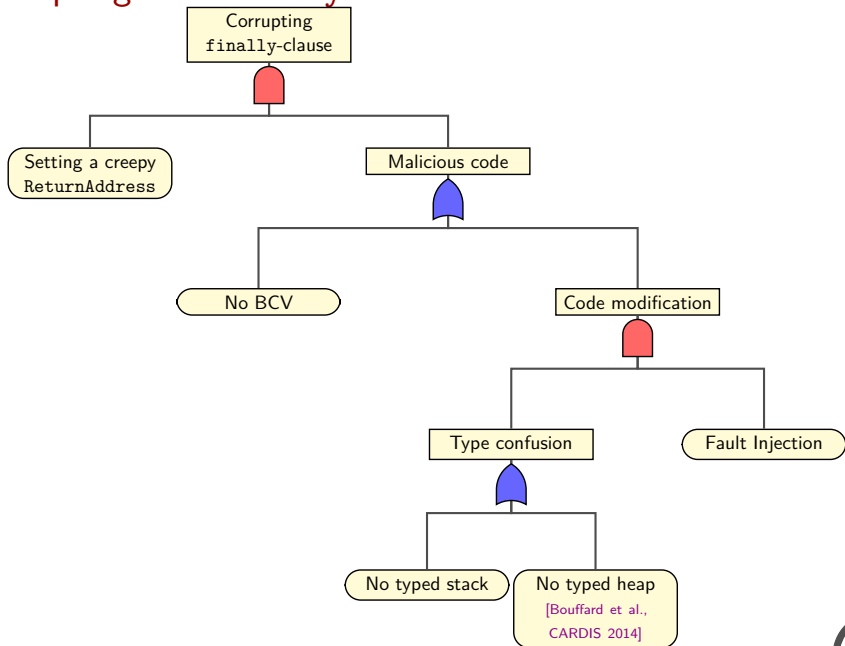 Corrupting
finally-clause
Setting a creepy
ReturnAddress
Malicious code
No BCV
Code modification
Type confusion
Fault Injection
No typed stack
No typed heap
[Bouffard et al.,
CARDIS 2014]